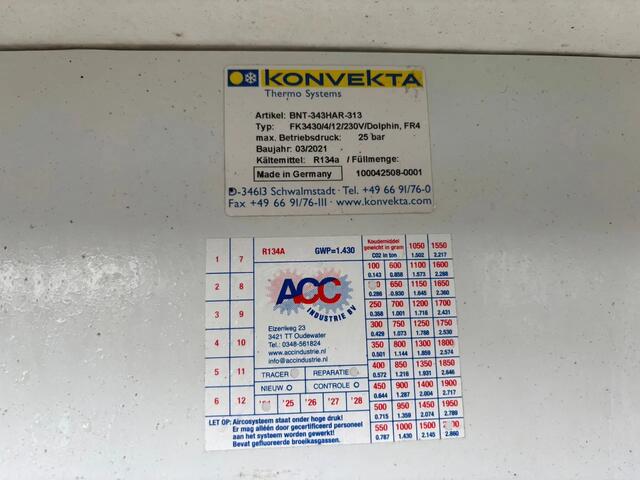 KONVEKTA
Thermo Systems
Artikel: BNT-343HAR-313
Typ: FK3430/4/12/230V/Dolphin, FR4
max. Betriebsdruck: 25 bar
Baujahr: 03/2021
Kältemittel: R134a / Füllmenge:
Made in Germany 100042508-0001
D-34613 Schwalmstadt · Tel. +49 66 91/76-0
Fax +49 66 91/76-111 · www.konvekta.com
1 7
2 8
3 9
4 10
5 11
6 12
R134A GWP=1.430
ACC
INDUSTRIE BV
Elzenweg 23
3421 TT Oudewater
Tel.: 0348-561824
www.accindustrie.nl
info@accindustrie.nl
TRACER REPARATIE
NIEUW CONTROLE
'25 '26 '27 '28
Koudemiddel gewicht in gram 1050 1550
CO2 in ton 1.502 2.217
100 600 1100 1600
0.143 0.858 1.573 2.288
650 1150 1650
0.286 0.930 1.645 2.360
250 700 1200 1700
0.358 1.001 1.716 2.431
300 750 1250 1750
0.429 1.073 1.788 2.530
350 800 1300 1800
0.501 1.144 1.859 2.574
400 850 1350 1850
0.572 1.216 1.931 2.646
450 900 1400 1900
0.644 1.287 2.004 2.717
500 950 1450 1950
0.715 1.359 2.074 2.789
550 1000 1500
0.787 1.430 2.145 2.860
LET OP: Aircosysteem staat onder hoge druk!
Er mag alléén door gecertificeerd personeel
aan het systeem worden gewerkt!
Bevat gefluoreerde broeikasgassen.